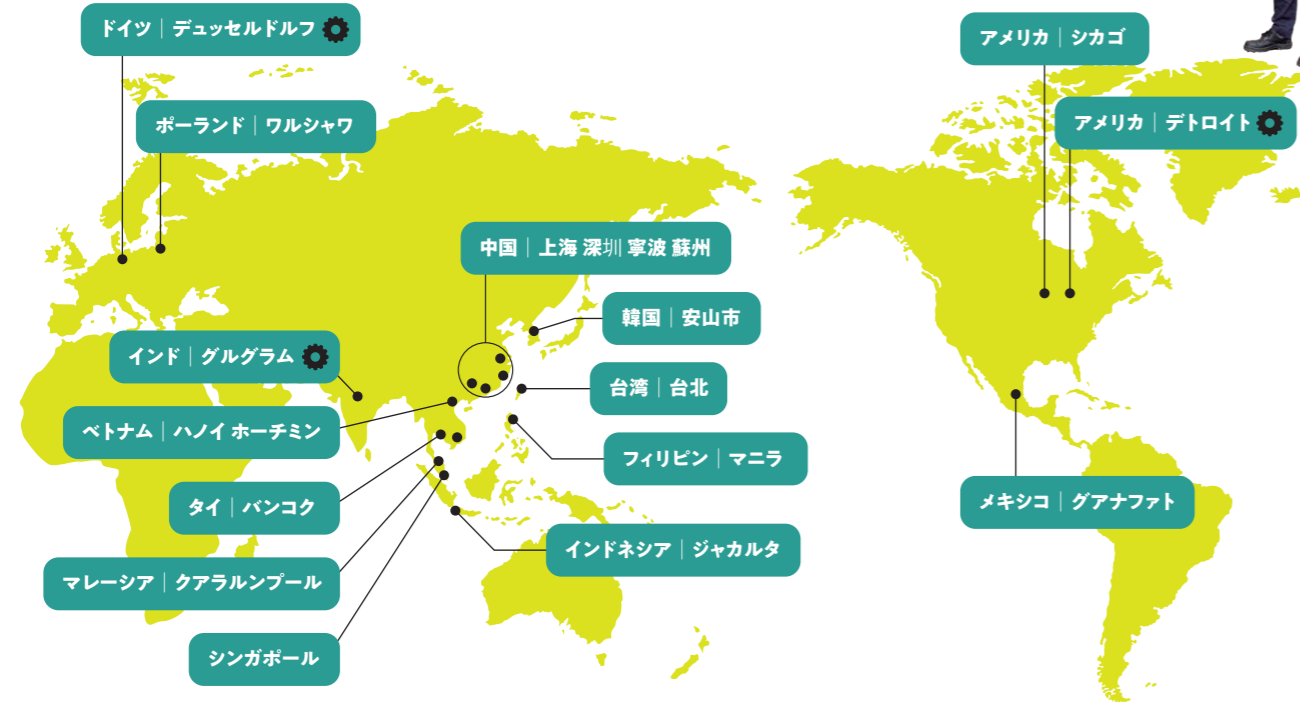 ドイツ｜デュッセルドルフ
ポーランド｜ワルシャワ
中国｜上海 深圳 寧波 蘇州
韓国｜安山市
インド｜グルグラム
台湾｜台北
ベトナム｜ハノイ ホーチミン
フィリピン｜マニラ
タイ｜バンコク
インドネシア｜ジャカルタ
マレーシア｜クアラルンプール
シンガポール
アメリカ｜シカゴ
アメリカ｜デトロイト
メキシコ｜グアナファト